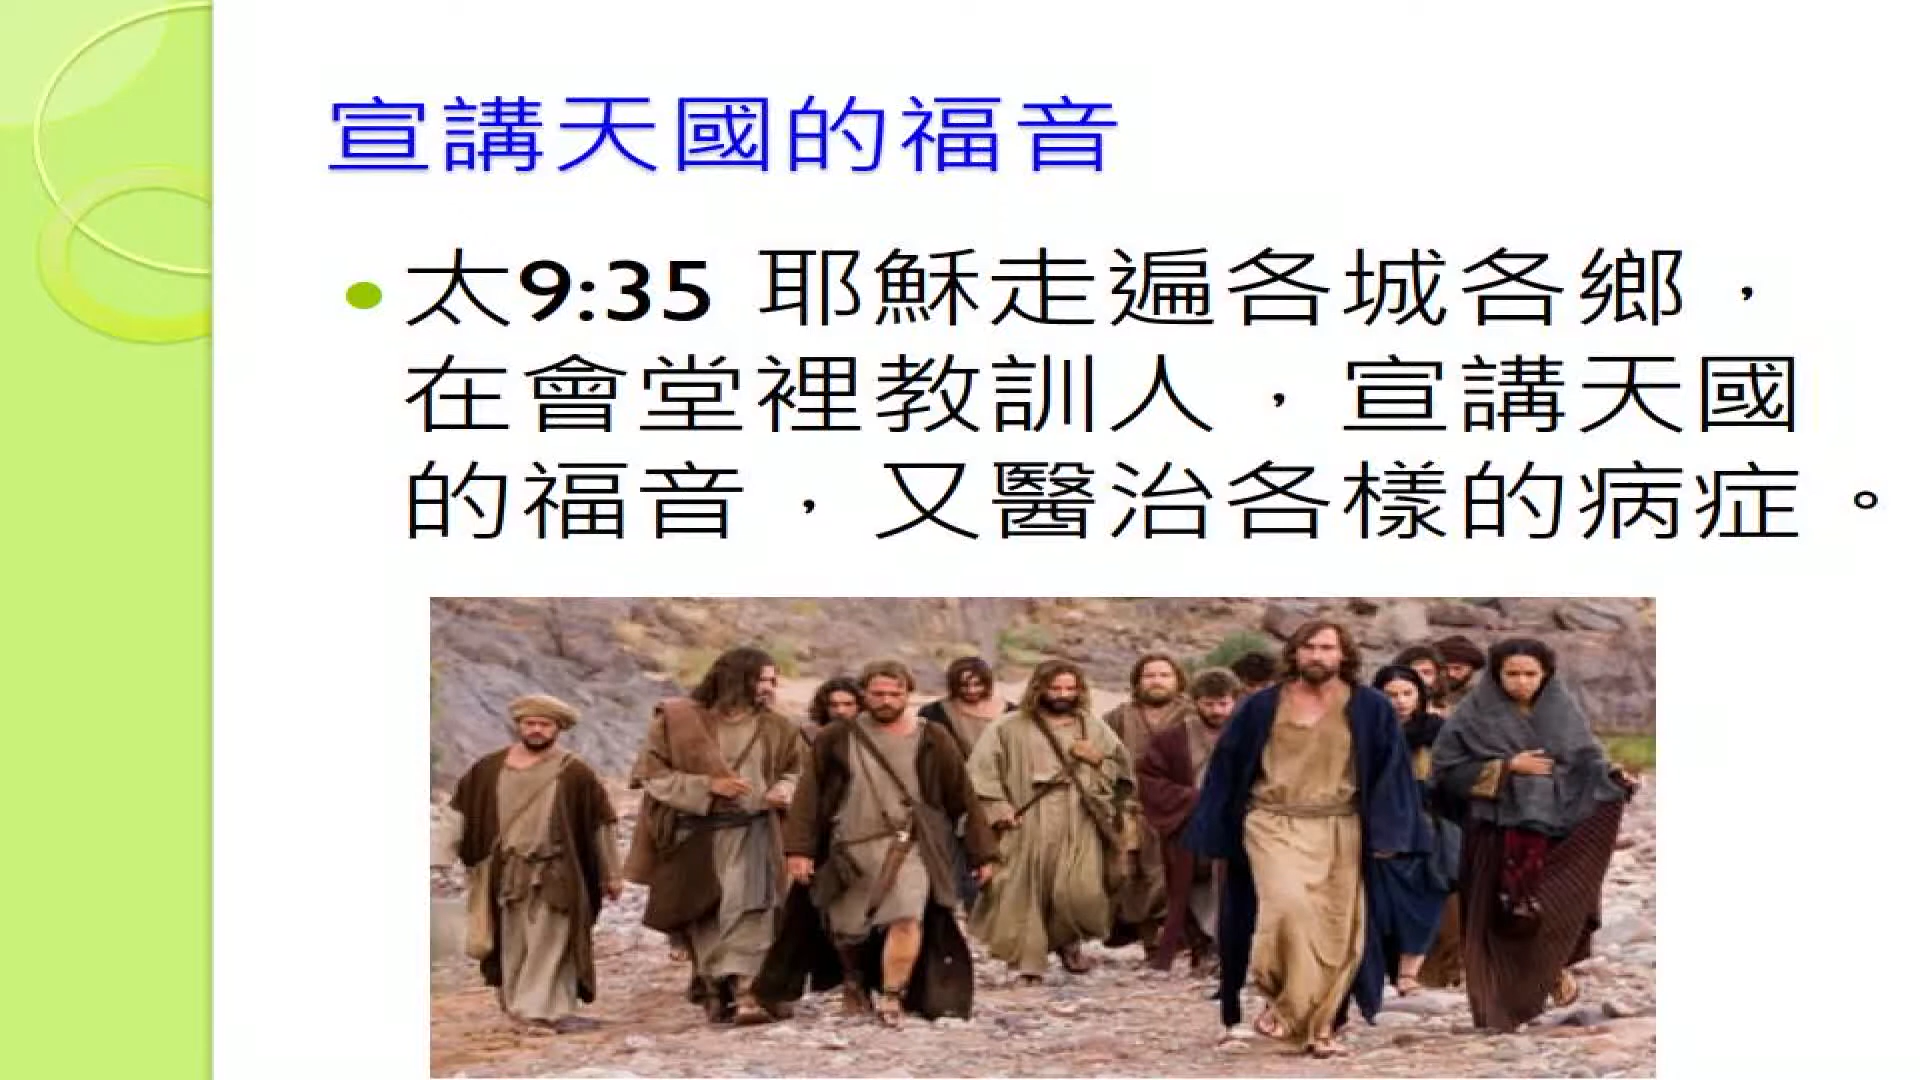 宣講天國的福音
太9:35 耶穌走遍各城各鄉，
在會堂裡教訓人，宣講天國
的福音，又醫治各樣的病症。